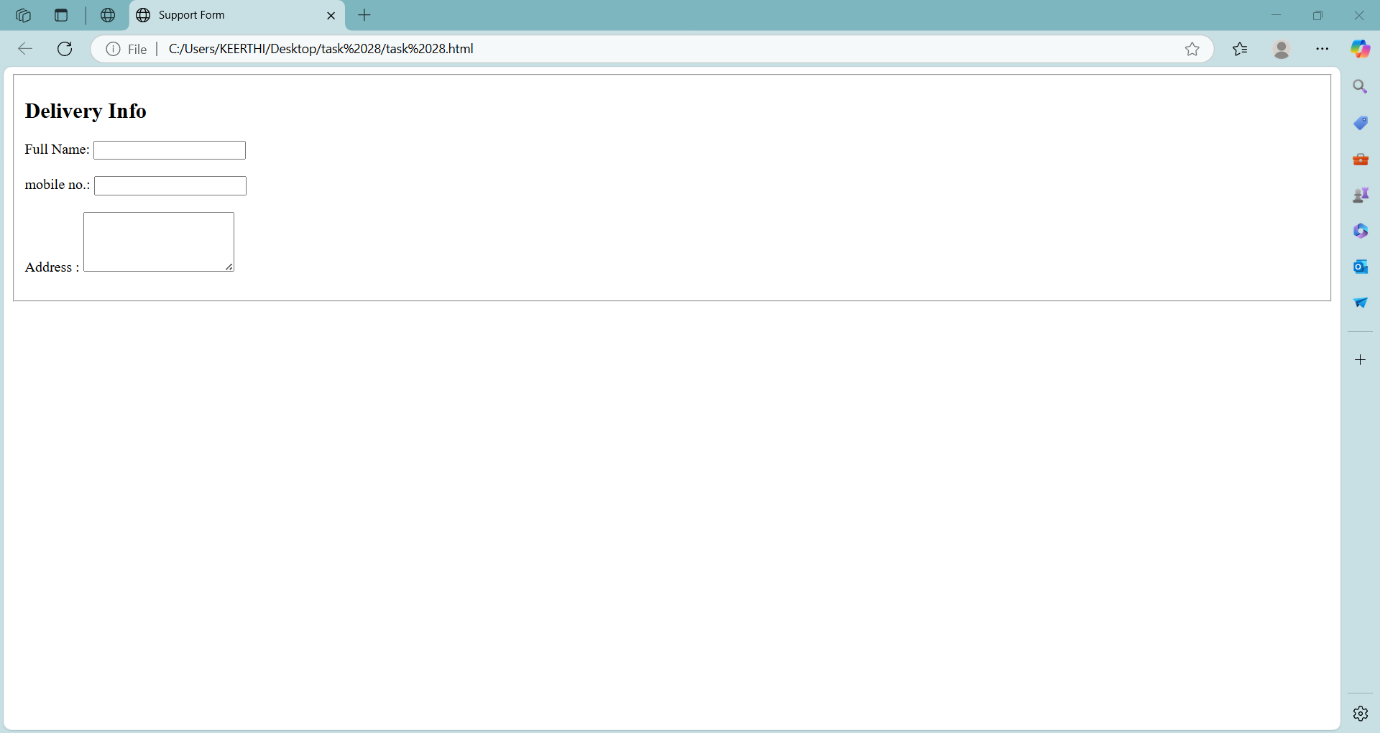 Support Form
File C:/Users/KEERTHI/Desktop/task%2028/task%2028.html
Delivery Info
Full Name:
mobile no.:
Address :